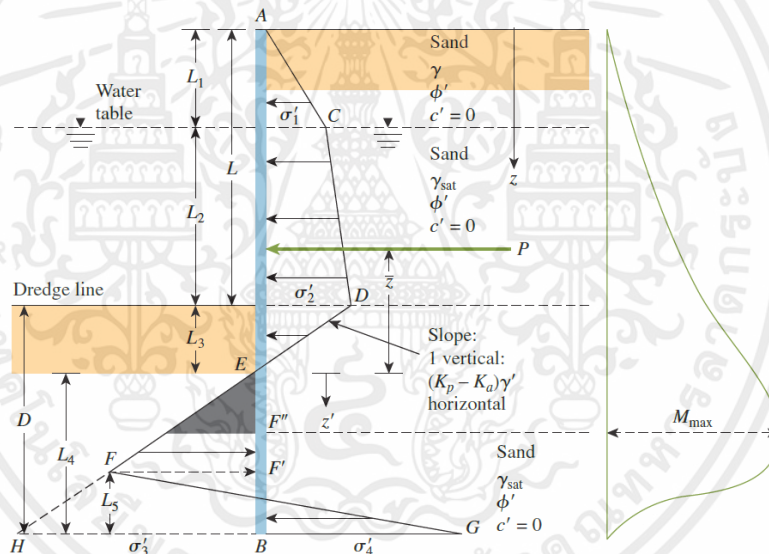 A
Sand
γ
ϕ′
c′ = 0
L₁
Water
table
σ′₁
C
Sand
γsat
ϕ′
c′ = 0
z
L
L₂
P
z̄
Dredge line
σ′₂
D
L₃
Slope:
1 vertical:
(Kₚ – Kₐ)γ′
horizontal
E
z′
D
F″
Mmax
L₄
F
F′
Sand
γsat
ϕ′
c′ = 0
L₅
G
H
σ′₃
B
σ′₄